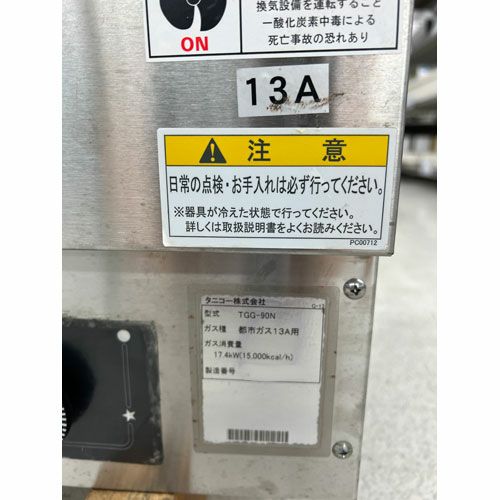 換気設備を運転すること
一酸化炭素中毒による
死亡事故の恐れあり
ON
13A
注意
日常の点検・お手入れは必ず行ってください。
※器具が冷えた状態で行ってください。
詳しくは取扱説明書をよくお読みください。
PC00712
タニコー株式会社
型式 TGG-90N
ガス種 都市ガス13A用
ガス消費量
17.4kW(15,000kcal/h)
製造番号